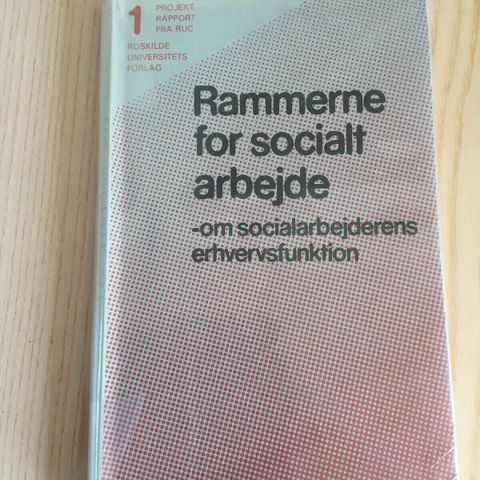 1
PROJEKT
RAPPORT
FRA RUC
ROSKILDE
UNIVERSITETS
FORLAG
Rammerne
for socialt
arbejde
-om socialarbejderens
erhvervsfunktion